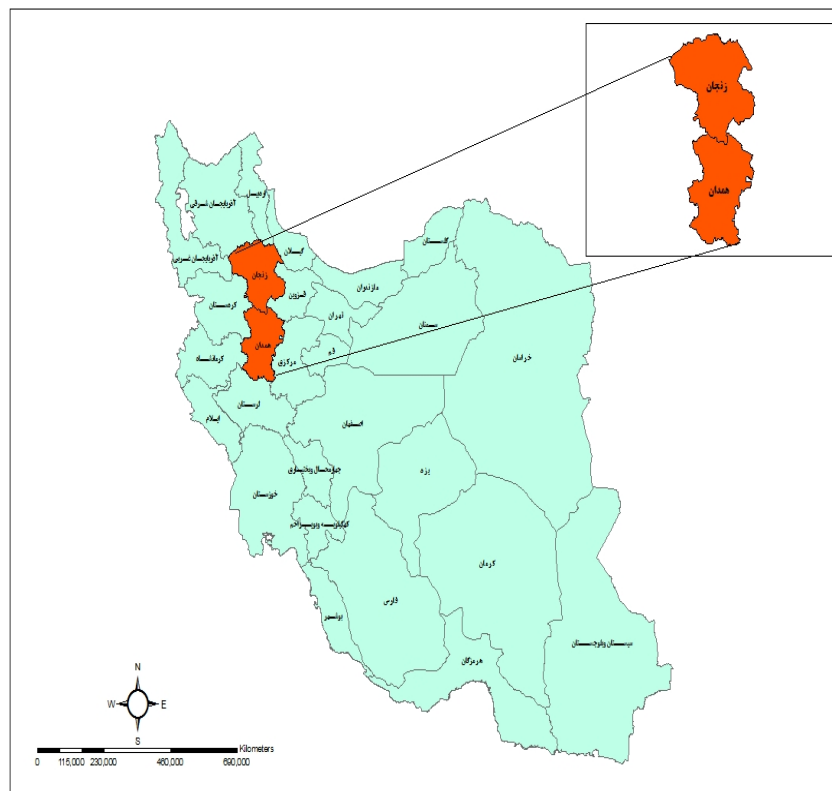 زنجان
همدان
اردبیل
آذربایجان شرقی
گیلان
گلستان
آذربایجان غربی
زنجان
مازندران
قزوین
کردستان
تهران
سمنان
خراسان
همدان
قم
مرکزی
کرمانشاه
لرستان
ایلام
اصفهان
چهارمحال وبختیاری
یزد
خوزستان
کهکیلویه وبویراحمد
کرمان
فارس
بوشهر
سیستان وبلوچستان
هرمزگان
N
W E
S
Kilometers
0 115,000 230,000 460,000 690,000